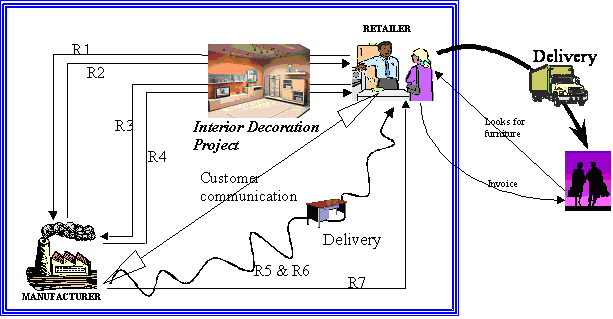 RETAILER
R1
R2
Delivery
R3
Interior Decoration
Project
Looks for
furniture
R4
Customer
communication
Invoice
Delivery
R5 & R6
R7
MANUFACTURER